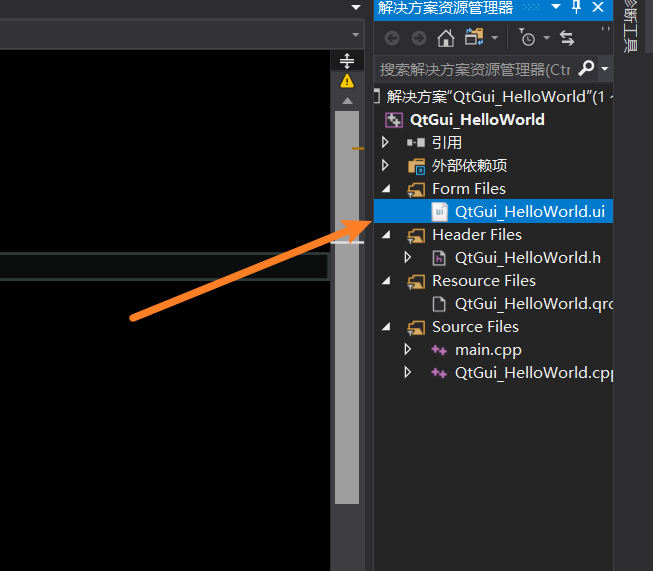 解决方案资源管理器
诊断工具
搜索解决方案资源管理器(Ctr
解决方案"QtGui_HelloWorld"(1
QtGui_HelloWorld
引用
外部依赖项
Form Files
QtGui_HelloWorld.ui
Header Files
QtGui_HelloWorld.h
Resource Files
QtGui_HelloWorld.qrc
Source Files
main.cpp
QtGui_HelloWorld.cpp